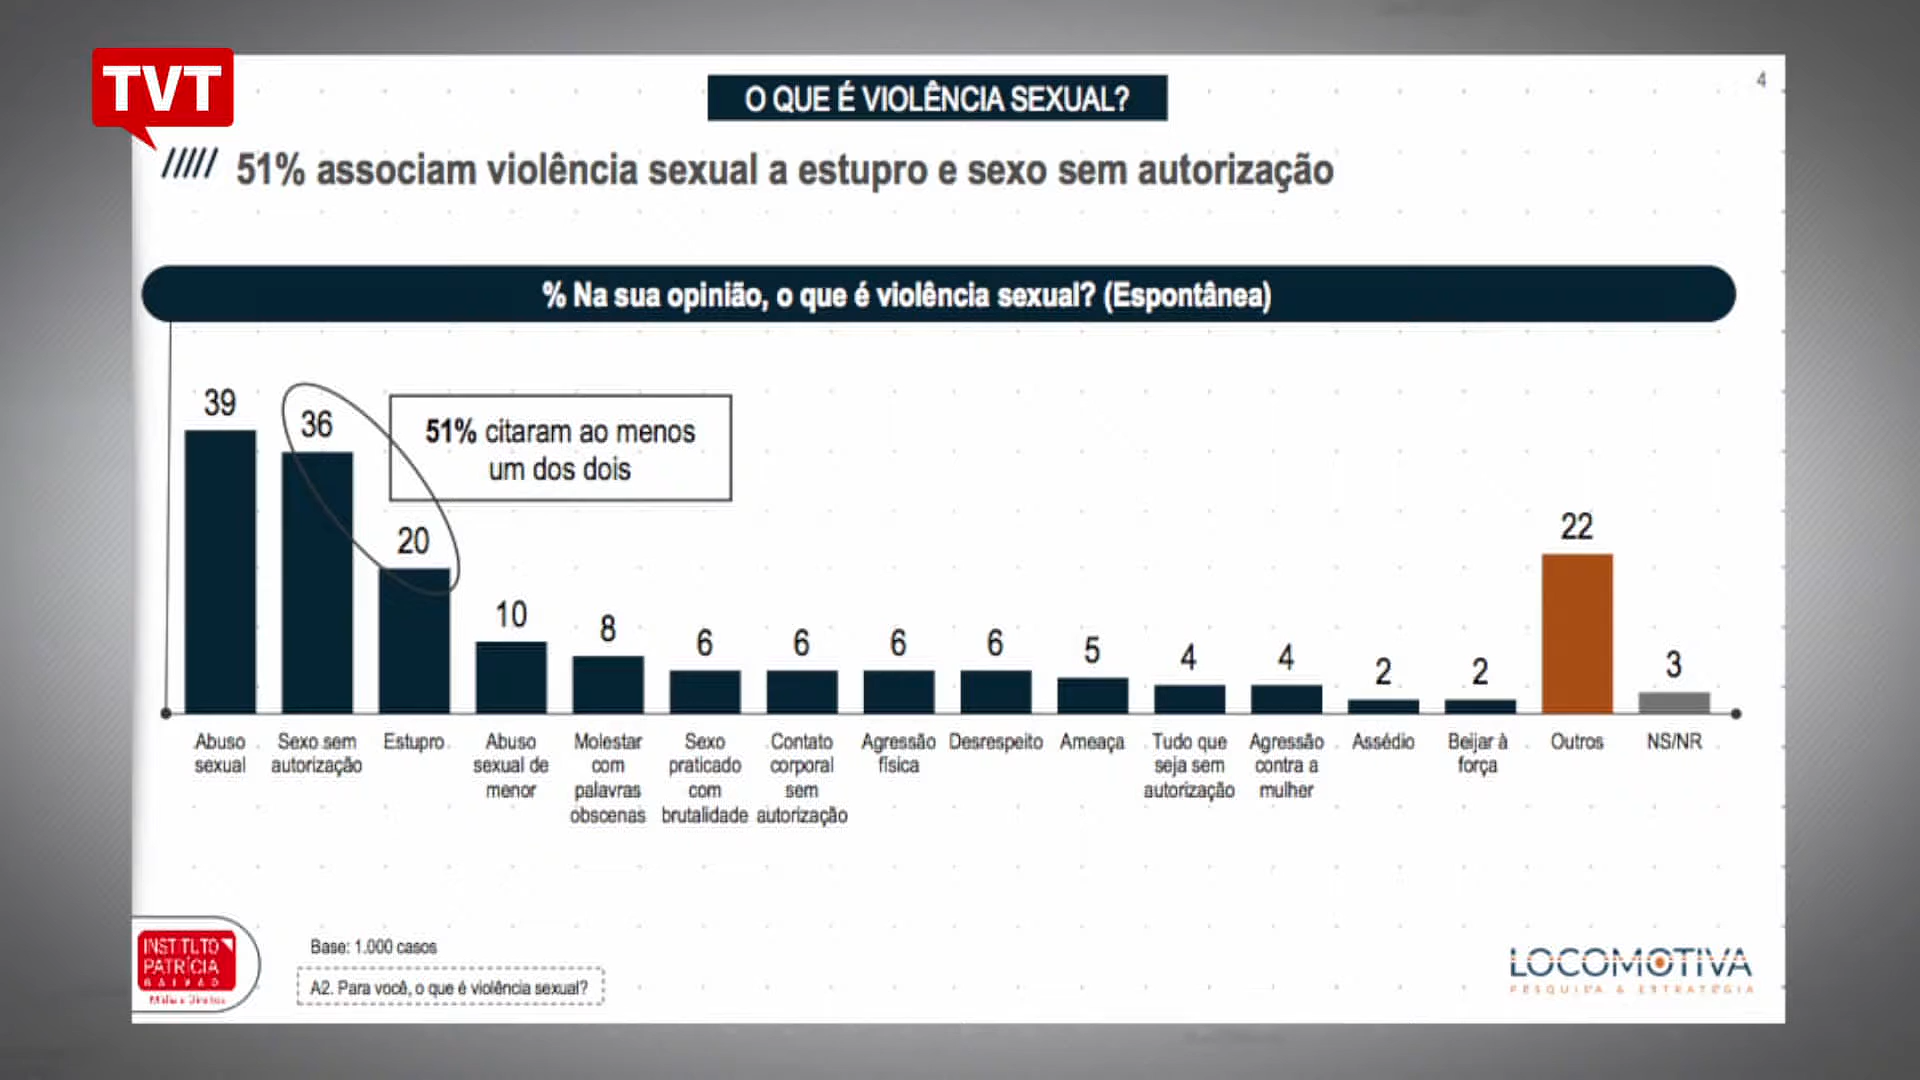 TVT
O QUE É VIOLÊNCIA SEXUAL?
4
51% associam violência sexual a estupro e sexo sem autorização
% Na sua opinião, o que é violência sexual? (Espontânea)
39
36
20
10
8
6
6
6
6
5
4
4
2
2
22
3
51% citaram ao menos
um dos dois
Abuso
sexual
Sexo sem
autorização
Estupro
Abuso
sexual de
menor
Molestar
com
palavras
obscenas
Sexo
praticado
com
brutalidade
Contato
corporal
sem
autorização
Agressão
física
Desrespeito
Ameaça
Tudo que
seja sem
autorização
Agressão
contra a
mulher
Assédio
Beijar à
força
Outros
NS/NR
INSTITUTO
PATRÍCIA
Mídia e Direitos
Base: 1.000 casos
A2. Para você, o que é violência sexual?
LOCOMOTIVA
PESQUISA & ESTRATÉGIA